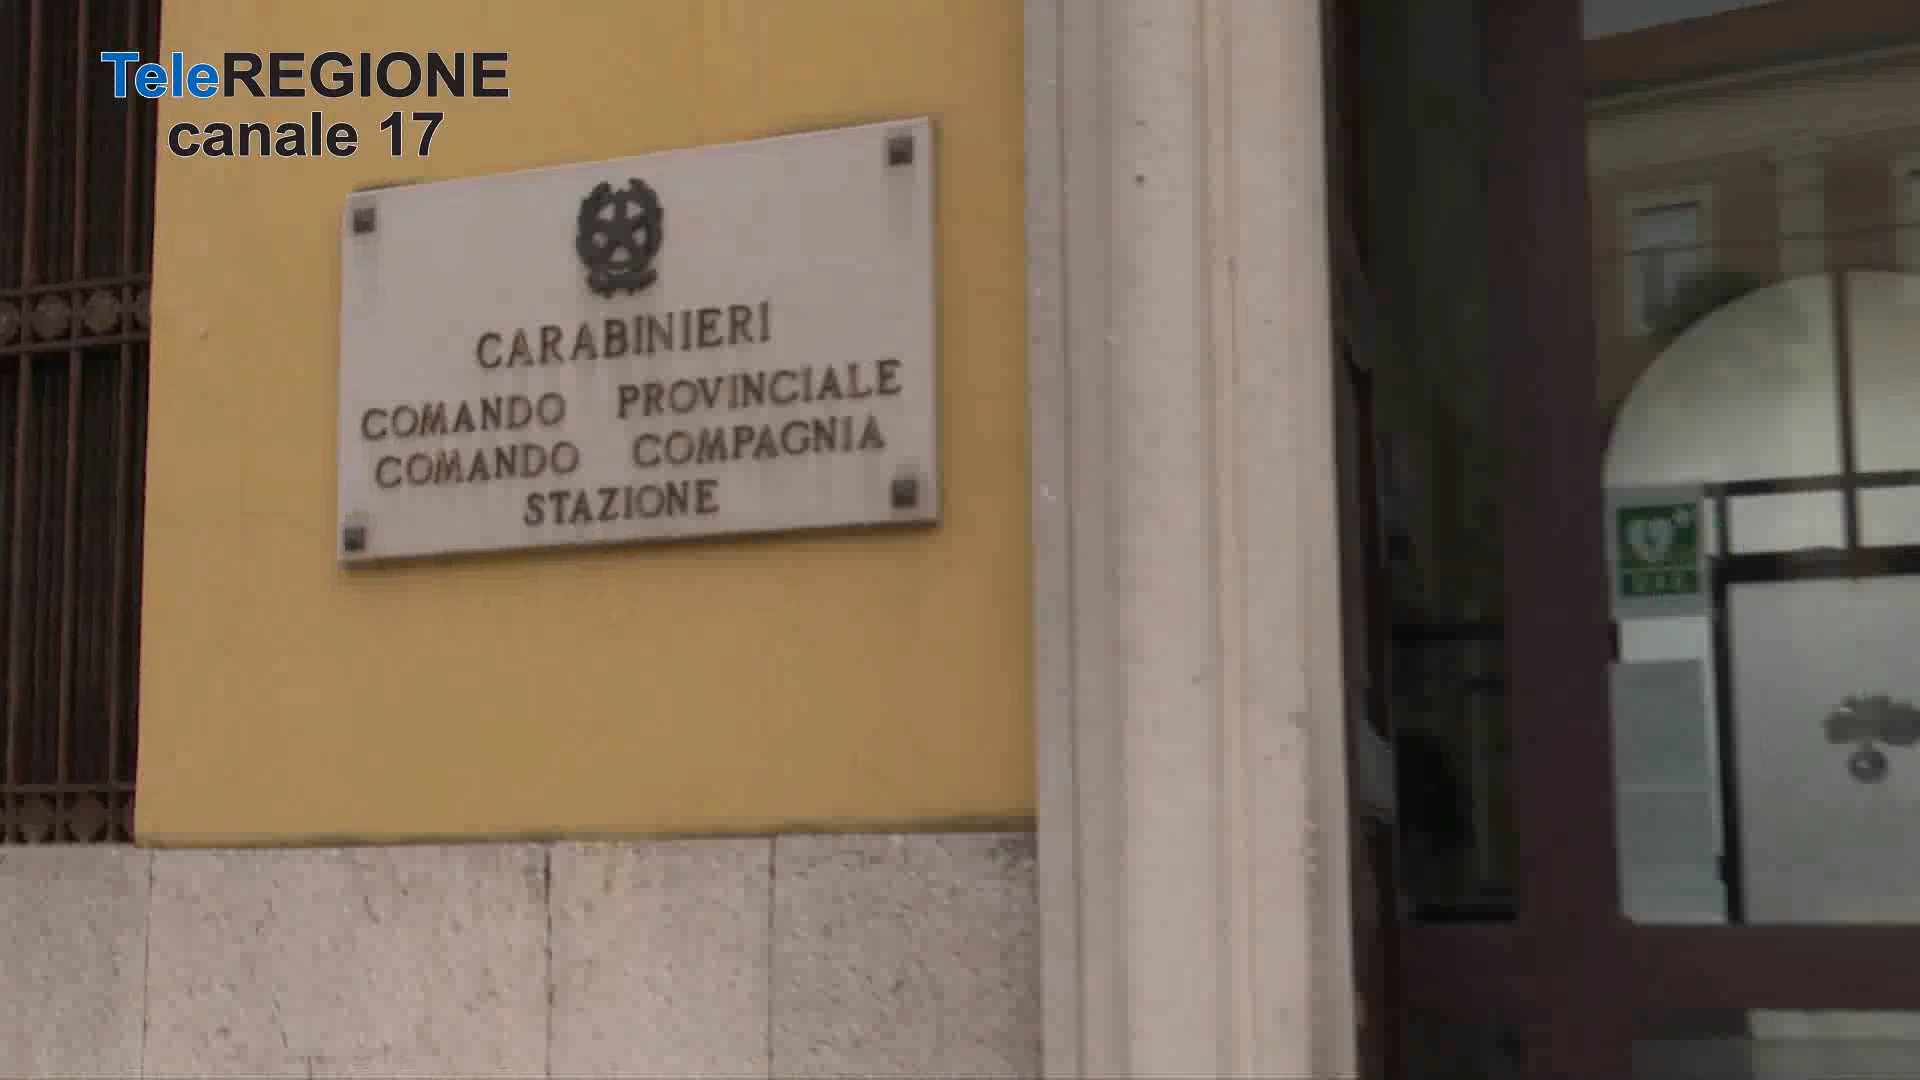 TeleREGIONE
canale 17
CARABINIERI
COMANDO PROVINCIALE
COMANDO COMPAGNIA
STAZIONE